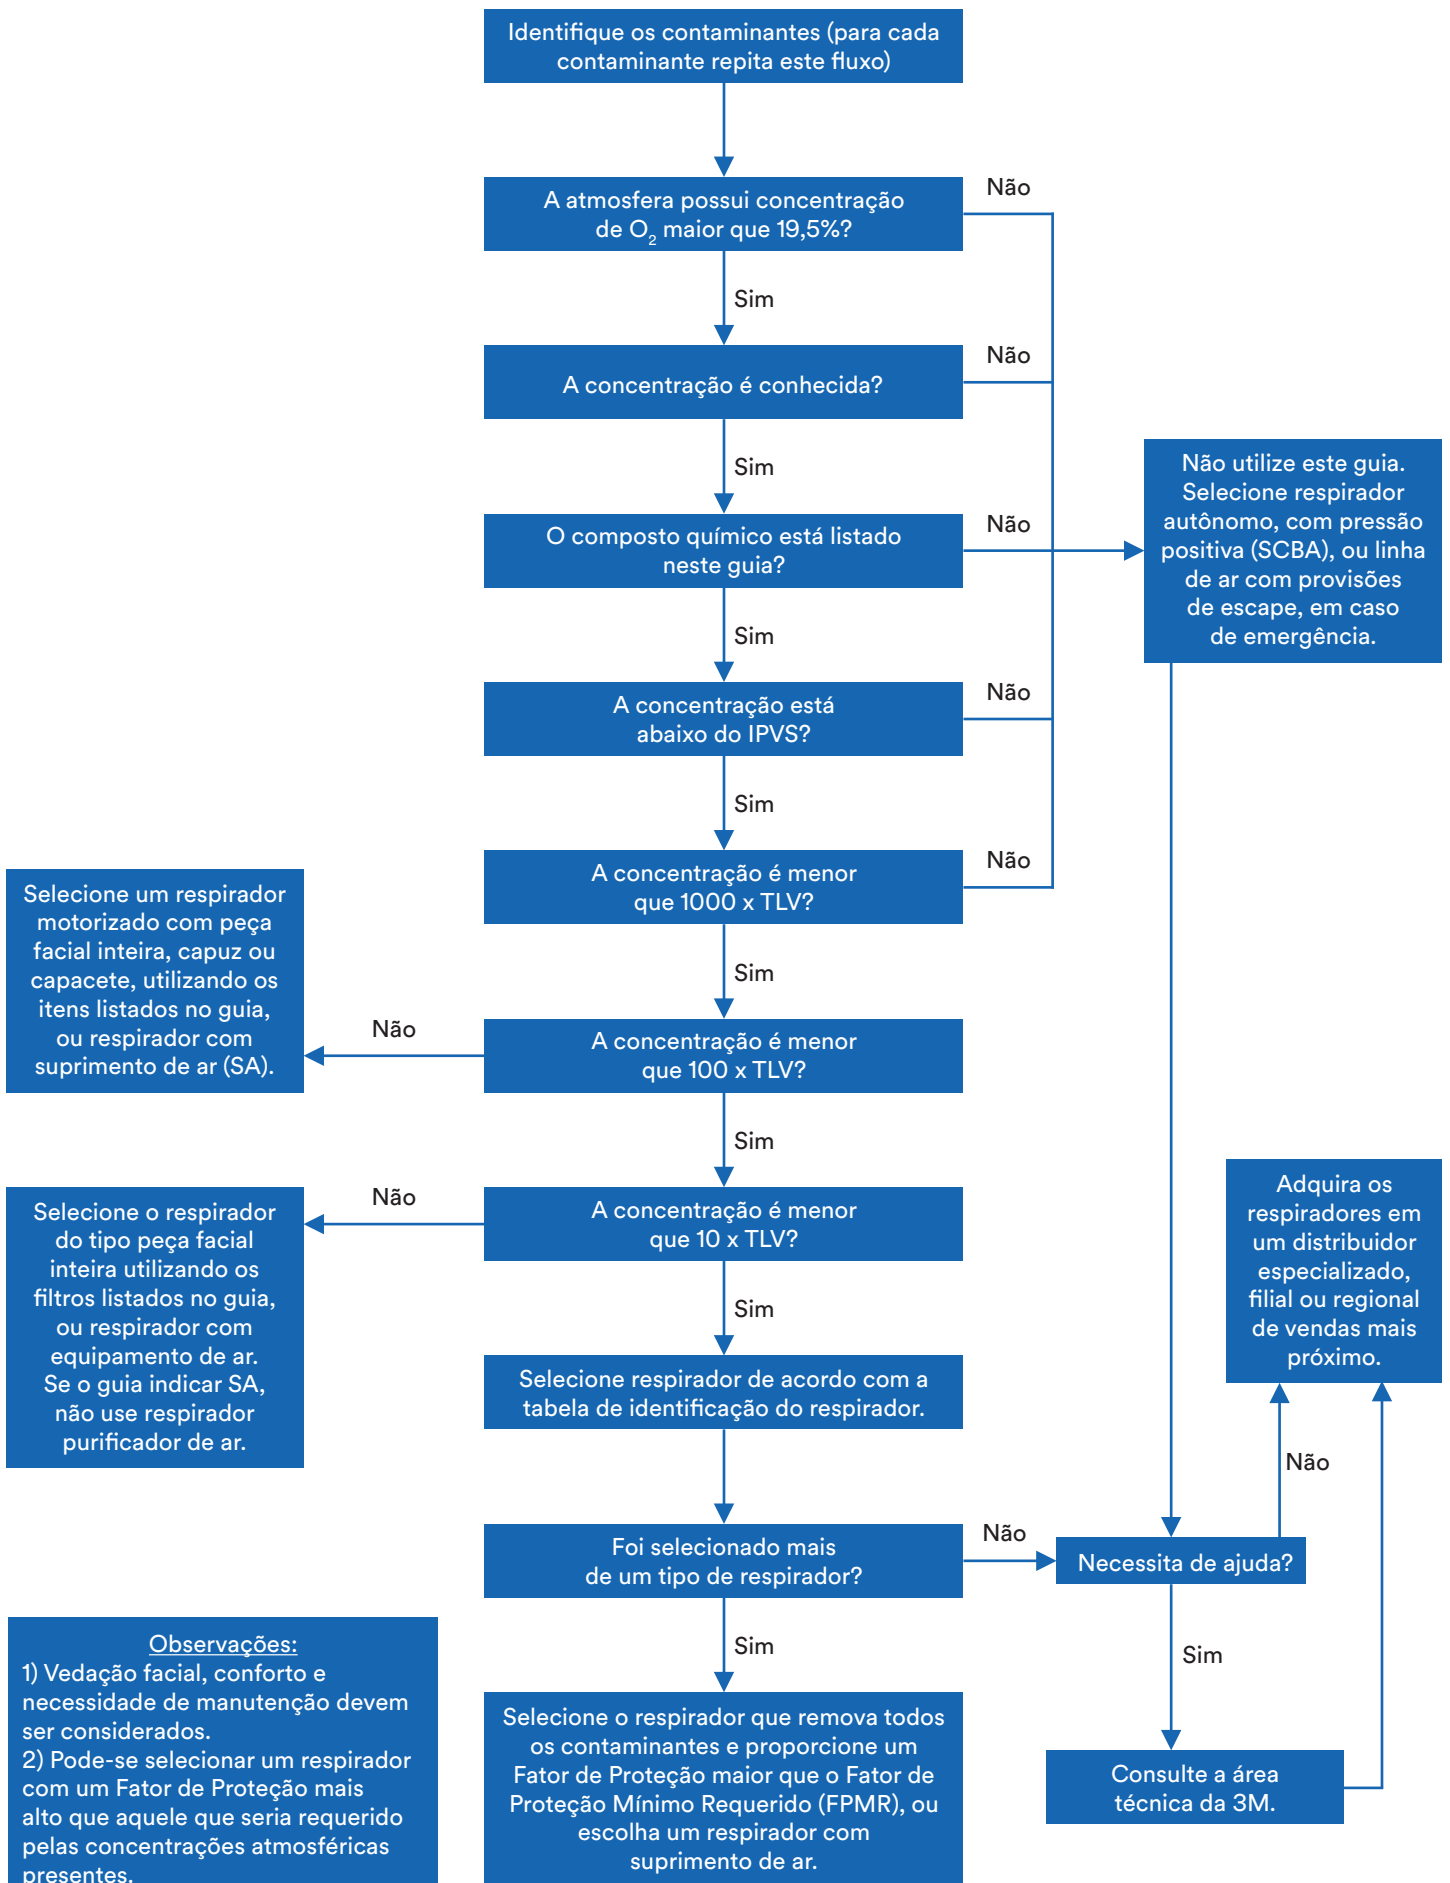 Identifique os contaminantes (para cada
contaminante repita este fluxo)
A atmosfera possui concentração
de O₂ maior que 19,5%?
Não
Sim
A concentração é conhecida?
Não
Sim
O composto químico está listado
neste guia?
Não
Não utilize este guia.
Selecione respirador
autônomo, com pressão
positiva (SCBA), ou linha
de ar com provisões
de escape, em caso
de emergência.
Sim
A concentração está
abaixo do IPVS?
Não
Sim
A concentração é menor
que 1000 x TLV?
Não
Sim
A concentração é menor
que 100 x TLV?
Não
Selecione um respirador
motorizado com peça
facial inteira, capuz ou
capacete, utilizando os
itens listados no guia,
ou respirador com
suprimento de ar (SA).
Sim
A concentração é menor
que 10 x TLV?
Não
Selecione o respirador
do tipo peça facial
inteira utilizando os
filtros listados no guia,
ou respirador com
equipamento de ar.
Se o guia indicar SA,
não use respirador
purificador de ar.
Sim
Selecione respirador de acordo com a
tabela de identificação do respirador.
Foi selecionado mais
de um tipo de respirador?
Não
Necessita de ajuda?
Não
Adquira os
respiradores em
um distribuidor
especializado,
filial ou regional
de vendas mais
próximo.
Sim
Consulte a área
técnica da 3M.
Sim
Selecione o respirador que remova todos
os contaminantes e proporcione um
Fator de Proteção maior que o Fator de
Proteção Mínimo Requerido (FPMR), ou
escolha um respirador com
suprimento de ar.
Observações:
1) Vedação facial, conforto e
necessidade de manutenção devem
ser considerados.
2) Pode-se selecionar um respirador
com um Fator de Proteção mais
alto que aquele que seria requerido
pelas concentrações atmosféricas
presentes.